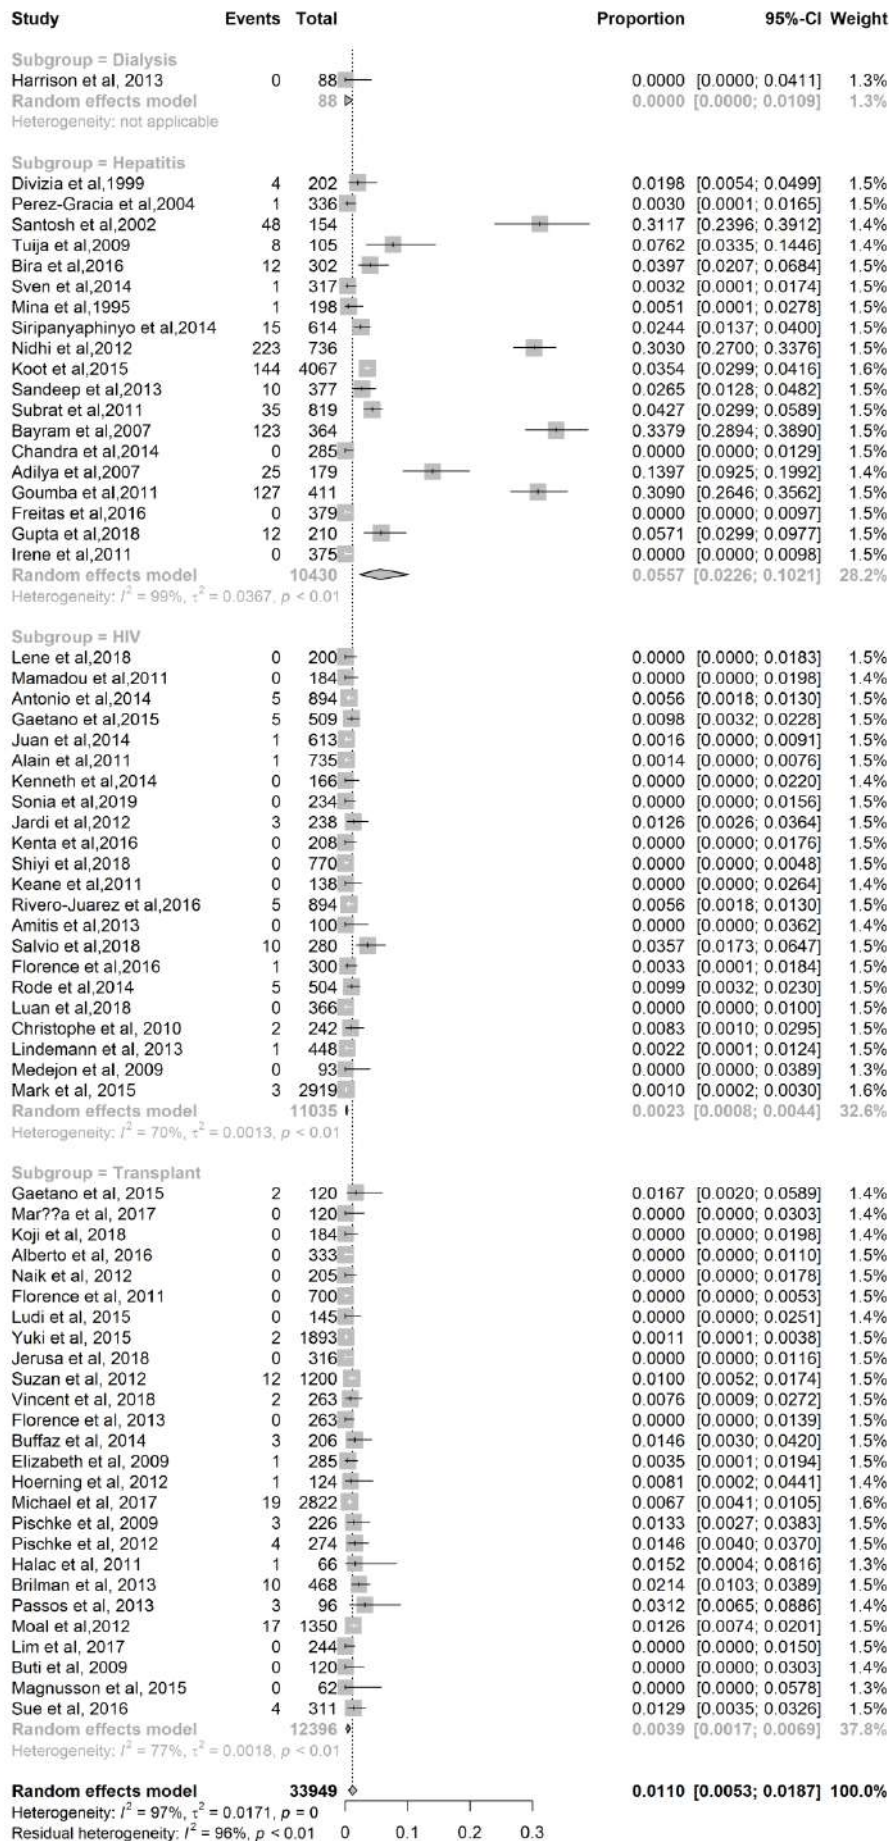 Study Events Total Proportion 95%-CI Weight
Subgroup = Dialysis
Harrison et al, 2013 0 88 0.0000 [0.0000; 0.0411] 1.3%
Random effects model 88 0.0000 [0.0000; 0.0109] 1.3%
Heterogeneity: not applicable
Subgroup = Hepatitis
Divizia et al,1999 4 202 0.0198 [0.0054; 0.0499] 1.5%
Perez-Gracia et al,2004 1 336 0.0030 [0.0001; 0.0165] 1.5%
Santosh et al,2002 48 154 0.3117 [0.2396; 0.3912] 1.4%
Tuija et al,2009 8 105 0.0762 [0.0335; 0.1446] 1.4%
Bira et al,2016 12 302 0.0397 [0.0207; 0.0684] 1.5%
Sven et al,2014 1 317 0.0032 [0.0001; 0.0174] 1.5%
Mina et al,1995 1 198 0.0051 [0.0001; 0.0278] 1.5%
Siripanyaphinyo et al,2014 15 614 0.0244 [0.0137; 0.0400] 1.5%
Nidhi et al,2012 223 736 0.3030 [0.2700; 0.3376] 1.5%
Koot et al,2015 144 4067 0.0354 [0.0299; 0.0416] 1.6%
Sandeep et al,2013 10 377 0.0265 [0.0128; 0.0482] 1.5%
Subrat et al,2011 35 819 0.0427 [0.0299; 0.0589] 1.5%
Bayram et al,2007 123 364 0.3379 [0.2894; 0.3890] 1.5%
Chandra et al,2014 0 285 0.0000 [0.0000; 0.0129] 1.5%
Adilya et al,2007 25 179 0.1397 [0.0925; 0.1992] 1.4%
Goumba et al,2011 127 411 0.3090 [0.2646; 0.3562] 1.5%
Freitas et al,2016 0 379 0.0000 [0.0000; 0.0097] 1.5%
Gupta et al,2018 12 210 0.0571 [0.0299; 0.0977] 1.5%
Irene et al,2011 0 375 0.0000 [0.0000; 0.0098] 1.5%
Random effects model 10430 0.0557 [0.0226; 0.1021] 28.2%
Heterogeneity: I² = 99%, τ² = 0.0367, p < 0.01
Subgroup = HIV
Lene et al,2018 0 200 0.0000 [0.0000; 0.0183] 1.5%
Mamadou et al,2011 0 184 0.0000 [0.0000; 0.0198] 1.4%
Antonio et al,2014 5 894 0.0056 [0.0018; 0.0130] 1.5%
Gaetano et al,2015 5 509 0.0098 [0.0032; 0.0228] 1.5%
Juan et al,2014 1 613 0.0016 [0.0000; 0.0091] 1.5%
Alain et al,2011 1 735 0.0014 [0.0000; 0.0076] 1.5%
Kenneth et al,2014 0 166 0.0000 [0.0000; 0.0220] 1.4%
Sonia et al,2019 0 234 0.0000 [0.0000; 0.0156] 1.5%
Jardi et al,2012 3 238 0.0126 [0.0026; 0.0364] 1.5%
Kenta et al,2016 0 208 0.0000 [0.0000; 0.0176] 1.5%
Shiyi et al,2018 0 770 0.0000 [0.0000; 0.0048] 1.5%
Keane et al,2011 0 138 0.0000 [0.0000; 0.0264] 1.4%
Rivero-Juarez et al,2016 5 894 0.0056 [0.0018; 0.0130] 1.5%
Amitis et al,2013 0 100 0.0000 [0.0000; 0.0362] 1.4%
Salvio et al,2018 10 280 0.0357 [0.0173; 0.0647] 1.5%
Florence et al,2016 1 300 0.0033 [0.0001; 0.0184] 1.5%
Rode et al,2014 5 504 0.0099 [0.0032; 0.0230] 1.5%
Luan et al,2018 0 366 0.0000 [0.0000; 0.0100] 1.5%
Christophe et al, 2010 2 242 0.0083 [0.0010; 0.0295] 1.5%
Lindemann et al, 2013 1 448 0.0022 [0.0001; 0.0124] 1.5%
Medejon et al, 2009 0 93 0.0000 [0.0000; 0.0389] 1.3%
Mark et al, 2015 3 2919 0.0010 [0.0002; 0.0030] 1.6%
Random effects model 11035 0.0023 [0.0008; 0.0044] 32.6%
Heterogeneity: I² = 70%, τ² = 0.0013, p < 0.01
Subgroup = Transplant
Gaetano et al, 2015 2 120 0.0167 [0.0020; 0.0589] 1.4%
Mar??a et al, 2017 0 120 0.0000 [0.0000; 0.0303] 1.4%
Koji et al, 2018 0 184 0.0000 [0.0000; 0.0198] 1.4%
Alberto et al, 2016 0 333 0.0000 [0.0000; 0.0110] 1.5%
Naik et al, 2012 0 205 0.0000 [0.0000; 0.0178] 1.5%
Florence et al, 2011 0 700 0.0000 [0.0000; 0.0053] 1.5%
Ludi et al, 2015 0 145 0.0000 [0.0000; 0.0251] 1.4%
Yuki et al, 2015 2 1893 0.0011 [0.0001; 0.0038] 1.5%
Jerusa et al, 2018 0 316 0.0000 [0.0000; 0.0116] 1.5%
Suzan et al, 2012 12 1200 0.0100 [0.0052; 0.0174] 1.5%
Vincent et al, 2018 2 263 0.0076 [0.0009; 0.0272] 1.5%
Florence et al, 2013 0 263 0.0000 [0.0000; 0.0139] 1.5%
Buffaz et al, 2014 3 206 0.0146 [0.0030; 0.0420] 1.5%
Elizabeth et al, 2009 1 285 0.0035 [0.0001; 0.0194] 1.5%
Hoerning et al, 2012 1 124 0.0081 [0.0002; 0.0441] 1.4%
Michael et al, 2017 19 2822 0.0067 [0.0041; 0.0105] 1.6%
Pischke et al, 2009 3 226 0.0133 [0.0027; 0.0383] 1.5%
Pischke et al, 2012 4 274 0.0146 [0.0040; 0.0370] 1.5%
Halac et al, 2011 1 66 0.0152 [0.0004; 0.0816] 1.3%
Brilman et al, 2013 10 468 0.0214 [0.0103; 0.0389] 1.5%
Passos et al, 2013 3 96 0.0312 [0.0065; 0.0886] 1.4%
Moal et al,2012 17 1350 0.0126 [0.0074; 0.0201] 1.5%
Lim et al, 2017 0 244 0.0000 [0.0000; 0.0150] 1.5%
Buti et al, 2009 0 120 0.0000 [0.0000; 0.0303] 1.4%
Magnusson et al, 2015 0 62 0.0000 [0.0000; 0.0578] 1.3%
Sue et al, 2016 4 311 0.0129 [0.0035; 0.0326] 1.5%
Random effects model 12396 0.0039 [0.0017; 0.0069] 37.8%
Heterogeneity: I² = 77%, τ² = 0.0018, p < 0.01
Random effects model 33949 0.0110 [0.0053; 0.0187] 100.0%
Heterogeneity: I² = 97%, τ² = 0.0171, p = 0
Residual heterogeneity: I² = 96%, p < 0.01 0 0.1 0.2 0.3